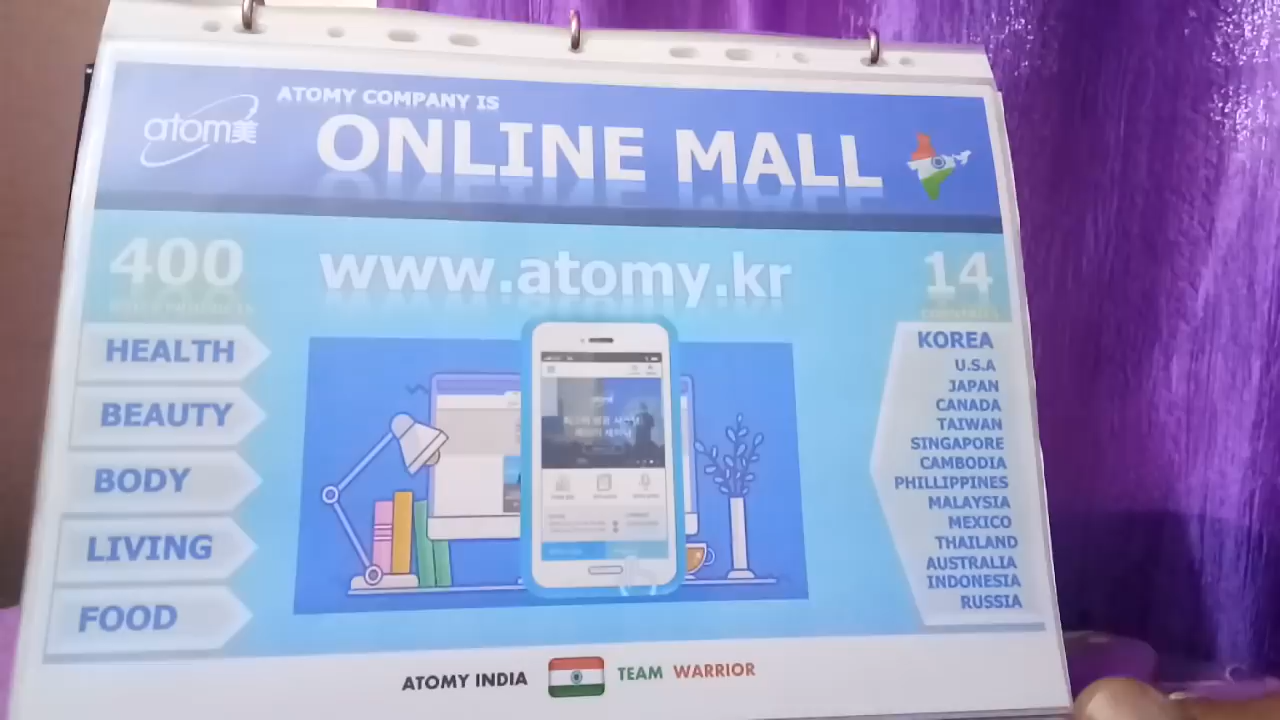 atom美
ATOMY COMPANY IS
ONLINE MALL
400
www.atomy.kr
14
HEALTH
BEAUTY
BODY
LIVING
FOOD
KOREA
U.S.A
JAPAN
CANADA
TAIWAN
SINGAPORE
CAMBODIA
PHILLIPPINES
MALAYSIA
MEXICO
THAILAND
AUSTRALIA
INDONESIA
RUSSIA
ATOMY INDIA TEAM WARRIOR